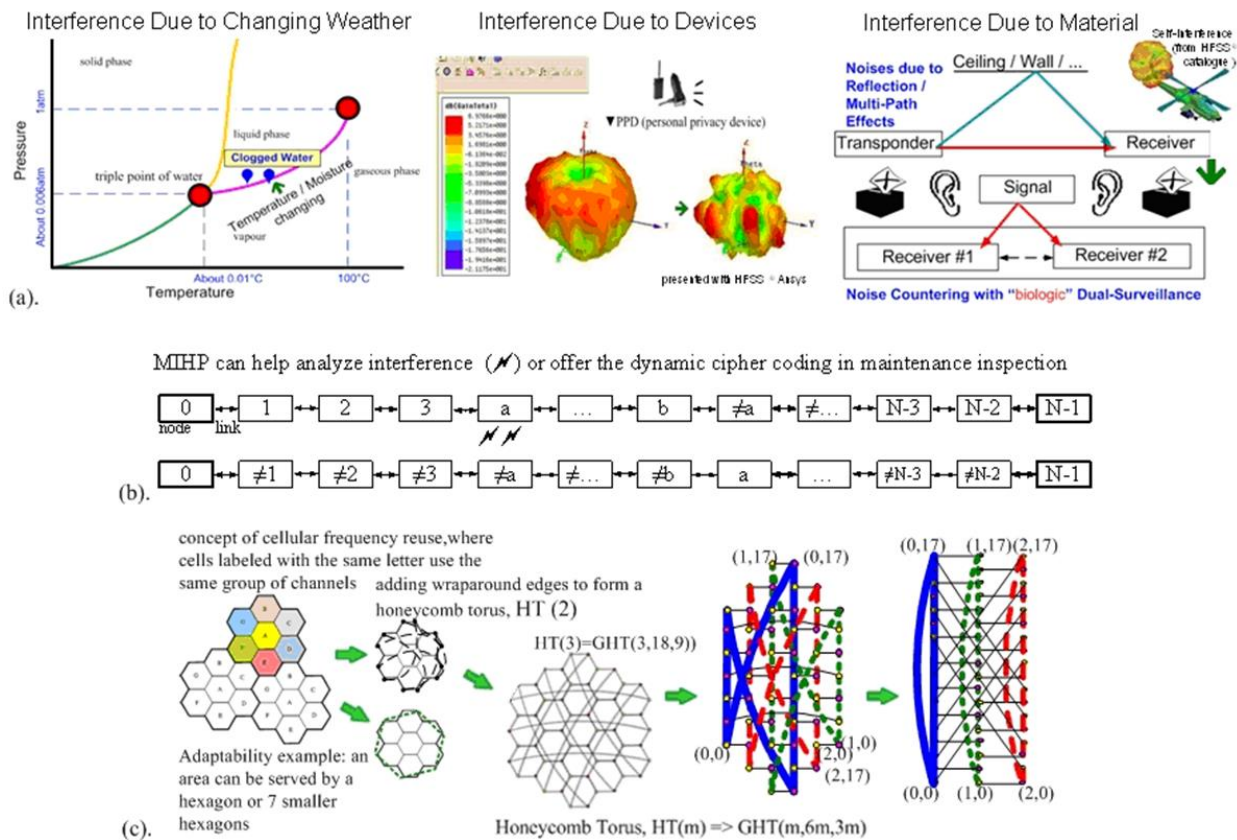 Interference Due to Changing Weather
solid phase
1atm
Pressure
liquid phase
Clogged Water
triple point of water
gaseous phase
About 0.006atm
Temperature / Moisture
changing
vapour
About 0.01°C
100°C
Temperature
(a).
Interference Due to Devices
dB(GainTotal)
▼PPD (personal privacy device)
Z
Y
Theta
Y
presented with HFSS ® Ansys
Interference Due to Material
Self-Interference
(from HFSS ®
catalogue)
Noises due to
Reflection /
Multi-Path
Effects
Ceiling / Wall / ...
Transponder
Receiver
Signal
Receiver #1
Receiver #2
Noise Countering with "biologic" Dual-Surveillance
MIHP can help analyze interference ( ) or offer the dynamic cipher coding in maintenance inspection
0 1 2 3 a ... b ≠a ≠... N-3 N-2 N-1
node link
0 ≠1 ≠2 ≠3 ≠a ≠... ≠b a ... ≠N-3 ≠N-2 N-1
(b).
concept of cellular frequency reuse,where
cells labeled with the same letter use the
same group of channels
adding wraparound edges to form a
honeycomb torus, HT (2)
HT(3)=GHT(3,18,9))
Adaptability example: an
area can be served by a
hexagon or 7 smaller
hexagons
(1,17) (0,17)
(0,0)
(1,0)
(2,0)
(2,17)
(0,17) (1,17) (2,17)
(0,0) (1,0) (2,0)
(c).
Honeycomb Torus, HT(m) => GHT(m,6m,3m)